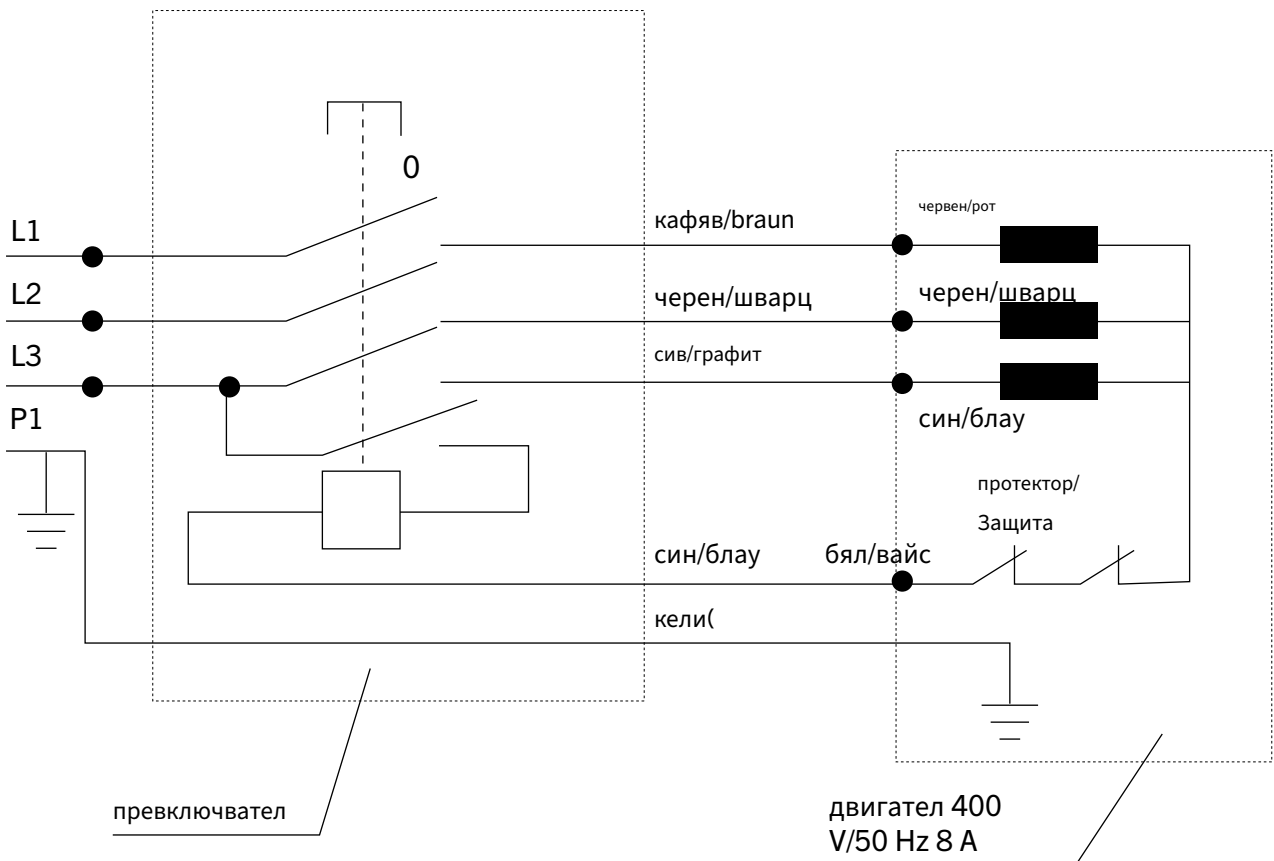 0
L1
кафяв/braun
червен/рот
L2
черен/шварц
черен/шварц
L3
сив/графит
P1
син/блау
протектор/
Защита
син/блау
бял/вайс
кели(
превключвател
двигател 400
V/50 Hz 8 A